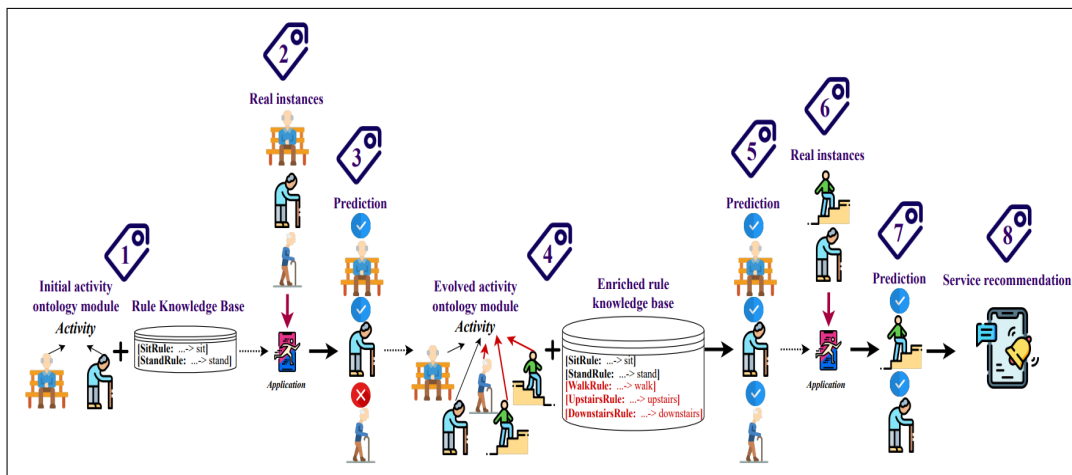 1
Initial activity
ontology module
Activity
Rule Knowledge Base
[SitRule: ...-> sit]
[StandRule: ...-> stand]
2
Real instances
Application
3
Prediction
4
Evolved activity
ontology module
Activity
Enriched rule
knowledge base
[SitRule: ...-> sit]
[StandRule: ...-> stand]
[WalkRule: ...-> walk]
[UpstairsRule: ...-> upstairs]
[DownstairsRule: ...-> downstairs]
5
Prediction
6
Real instances
Application
7
Prediction
8
Service recommendation